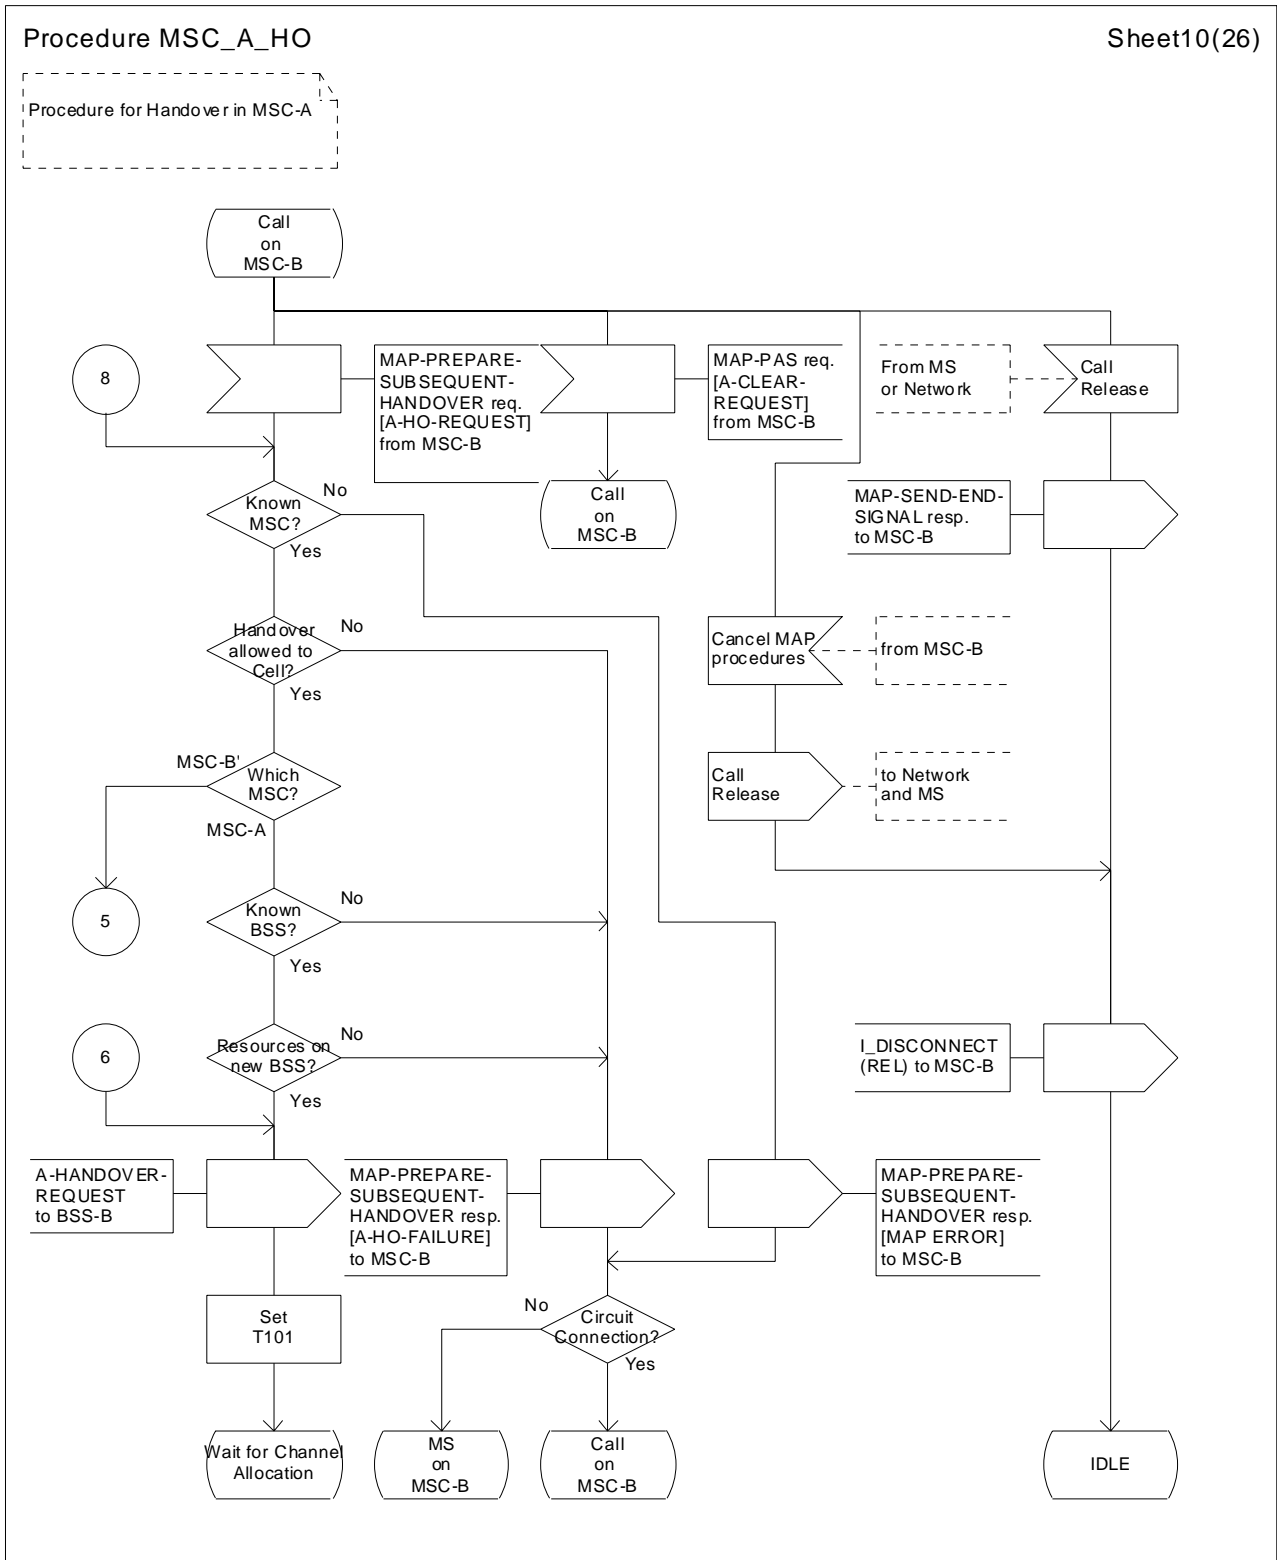 Procedure MSC_A_HO
Sheet10(26)
Procedure for Handover in MSC-A
Call
on
MSC-B
8
MAP-PREPARE-
SUBSEQUENT-
HANDOVER req.
[A-HO-REQUEST]
from MSC-B
MAP-PAS req.
[A-CLEAR-
REQUEST]
from MSC-B
From MS
or Network
Call
Release
Known
MSC?
No
Yes
Call
on
MSC-B
MAP-SEND-END-
SIGNAL resp.
to MSC-B
Handover
allowed to
Cell?
No
Yes
Cancel MAP
procedures
from MSC-B
MSC-B'
Which
MSC?
MSC-A
Call
Release
to Network
and MS
5
Known
BSS?
No
Yes
6
Resources on
new BSS?
No
Yes
I_DISCONNECT
(REL) to MSC-B
A-HANDOVER-
REQUEST
to BSS-B
MAP-PREPARE-
SUBSEQUENT-
HANDOVER resp.
[A-HO-FAILURE]
to MSC-B
MAP-PREPARE-
SUBSEQUENT-
HANDOVER resp.
[MAP ERROR]
to MSC-B
Set
T101
No
Circuit
Connection?
Yes
Wait for Channel
Allocation
MS
on
MSC-B
Call
on
MSC-B
IDLE